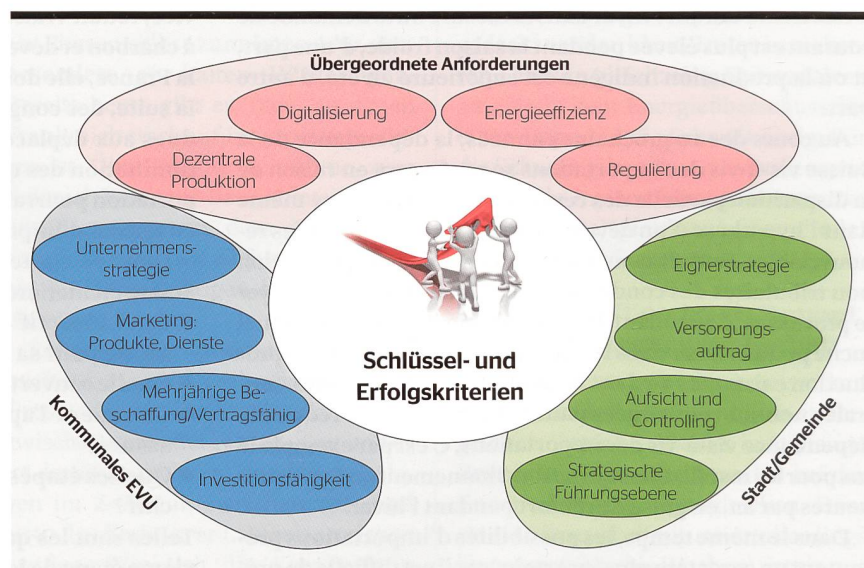 Übergeordnete Anforderungen
Digitalisierung
Energieeffizienz
Dezentrale
Produktion
Regulierung
Unternehmens-
strategie
Marketing:
Produkte, Dienste
Mehrjährige Be-
schaffung/Vertragsfähig
Investitionsfähigkeit
Kommunales EVU
Schlüssel- und
Erfolgskriterien
Eignerstrategie
Versorgungs-
auftrag
Aufsicht und
Controlling
Strategische
Führungsebene
Stadt/Gemeinde